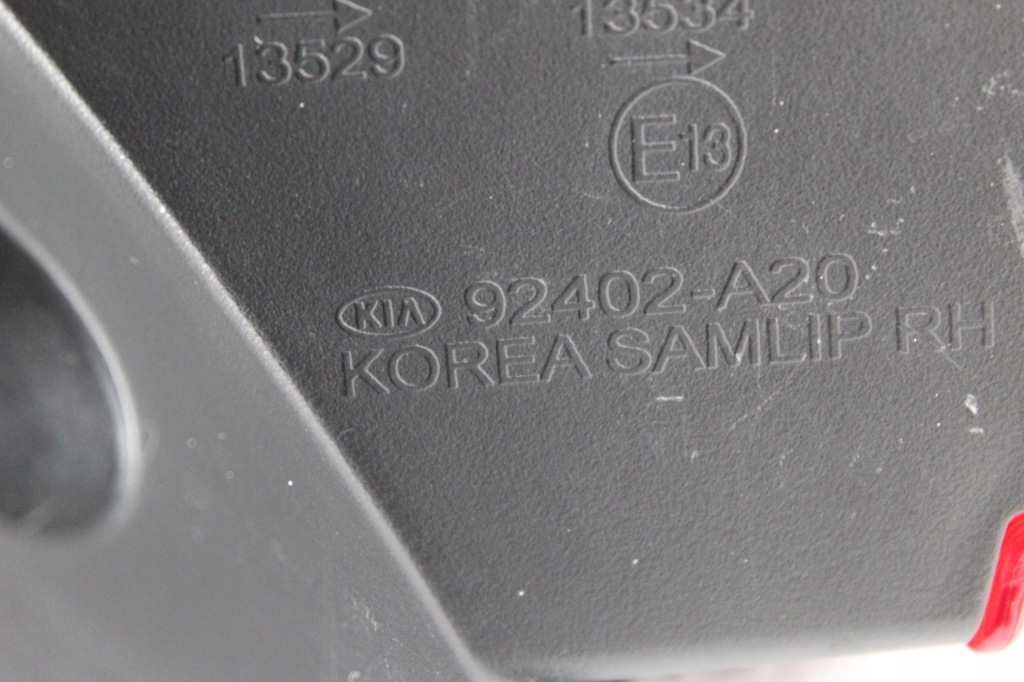 13534
13529
E13
KIA 92402-A20
KOREA SAMLIP RH